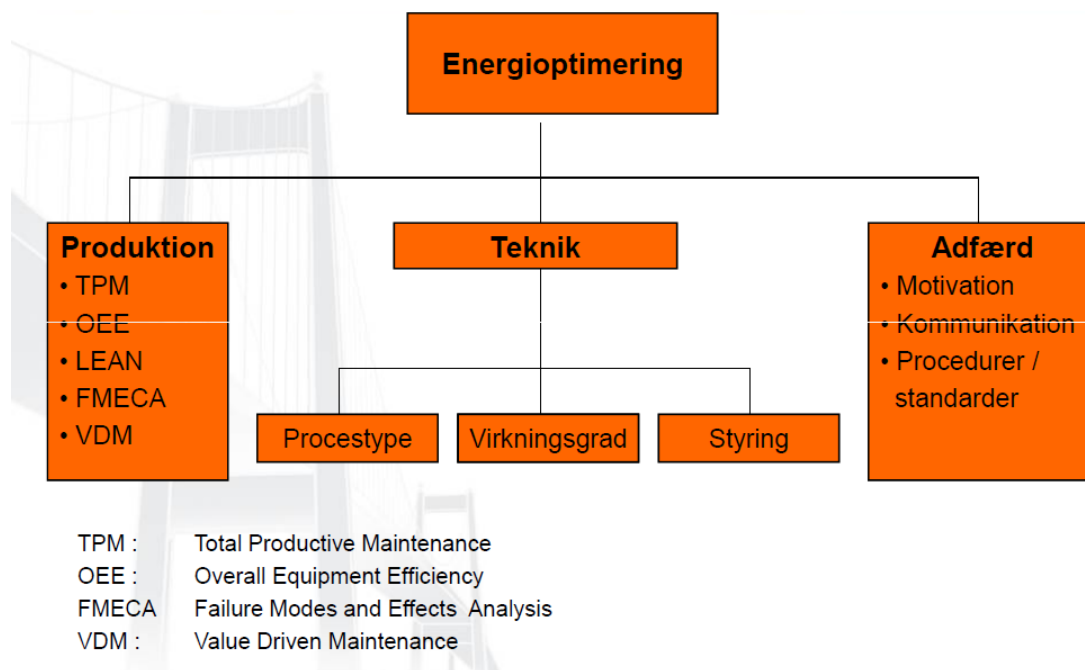 Energioptimering
Produktion
• TPM
• OEE
• LEAN
• FMECA
• VDM
Teknik
Procestype
Virkningsgrad
Styring
Adfærd
• Motivation
• Kommunikation
• Procedurer /
standarder
TPM : Total Productive Maintenance
OEE : Overall Equipment Efficiency
FMECA Failure Modes and Effects Analysis
VDM : Value Driven Maintenance